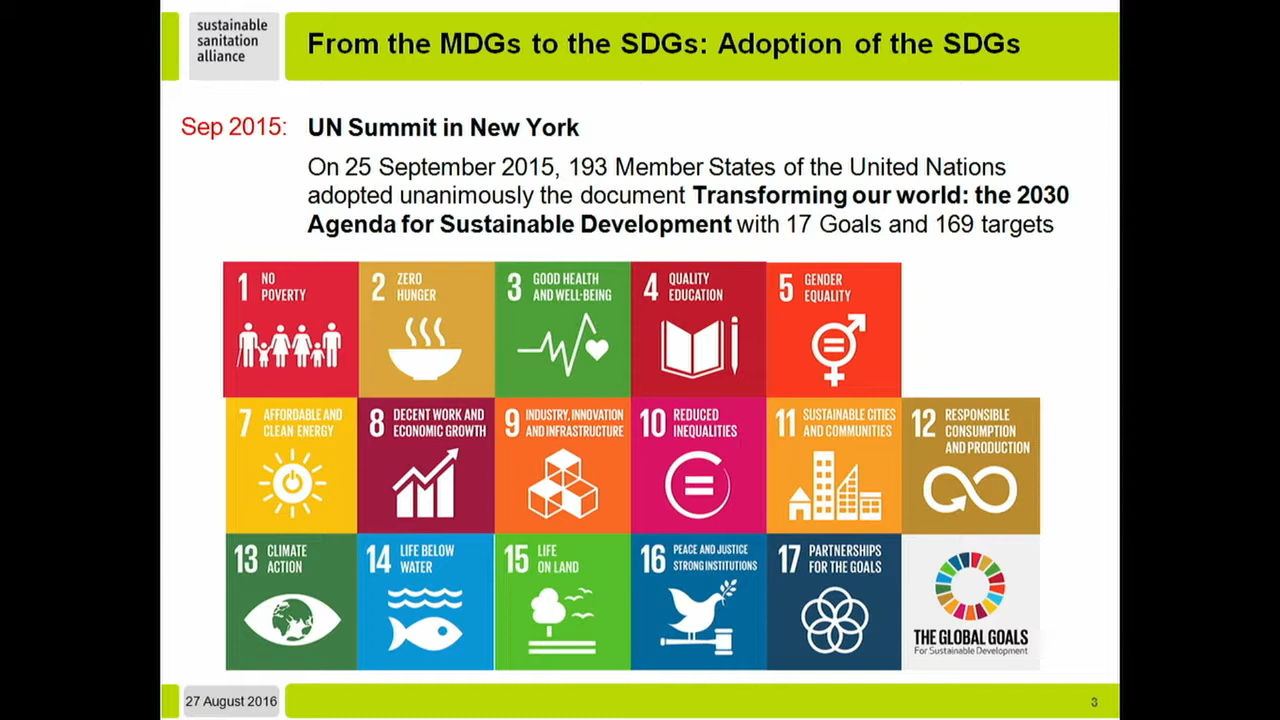 sustainable
sanitation
alliance
From the MDGs to the SDGs: Adoption of the SDGs
Sep 2015: UN Summit in New York
On 25 September 2015, 193 Member States of the United Nations
adopted unanimously the document Transforming our world: the 2030
Agenda for Sustainable Development with 17 Goals and 169 targets
1 NO
POVERTY
2 ZERO
HUNGER
3 GOOD HEALTH
AND WELL-BEING
4 QUALITY
EDUCATION
5 GENDER
EQUALITY
7 AFFORDABLE AND
CLEAN ENERGY
8 DECENT WORK AND
ECONOMIC GROWTH
9 INDUSTRY, INNOVATION
AND INFRASTRUCTURE
10 REDUCED
INEQUALITIES
11 SUSTAINABLE CITIES
AND COMMUNITIES
12 RESPONSIBLE
CONSUMPTION
AND PRODUCTION
13 CLIMATE
ACTION
14 LIFE BELOW
WATER
15 LIFE
ON LAND
16 PEACE AND JUSTICE
STRONG INSTITUTIONS
17 PARTNERSHIPS
FOR THE GOALS
THE GLOBAL GOALS
For Sustainable Development
27 August 2016
3